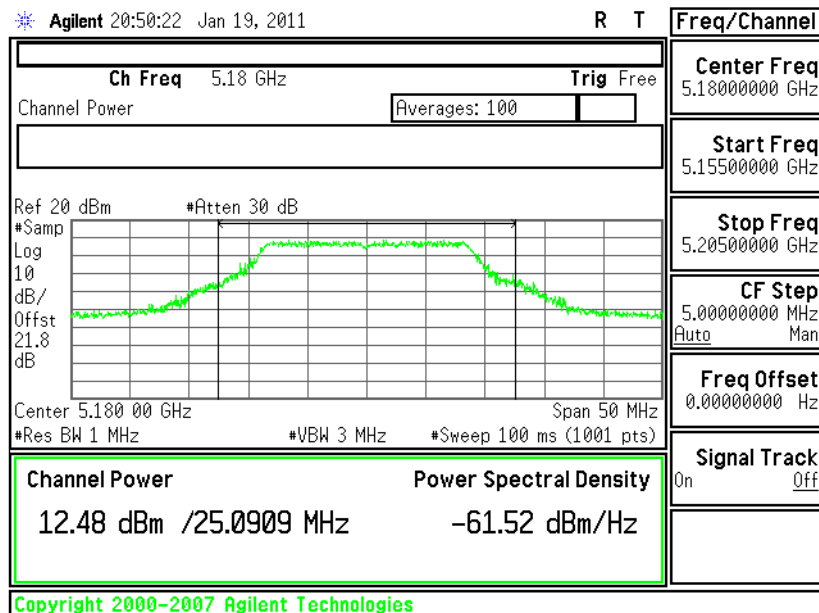 Agilent 20:50:22 Jan 19, 2011 R T
Ch Freq 5.18 GHz Trig Free
Channel Power Averages: 100
Ref 20 dBm #Atten 30 dB
#Samp
Log
10
dB/
Offst
21.8
dB
Center 5.180 00 GHz Span 50 MHz
#Res BW 1 MHz #VBW 3 MHz #Sweep 100 ms (1001 pts)
Channel Power Power Spectral Density
12.48 dBm /25.0909 MHz -61.52 dBm/Hz
Copyright 2000-2007 Agilent Technologies
Freq/Channel
Center Freq
5.18000000 GHz
Start Freq
5.15500000 GHz
Stop Freq
5.20500000 GHz
CF Step
5.00000000 MHz
Auto Man
Freq Offset
0.00000000 Hz
Signal Track
On Off